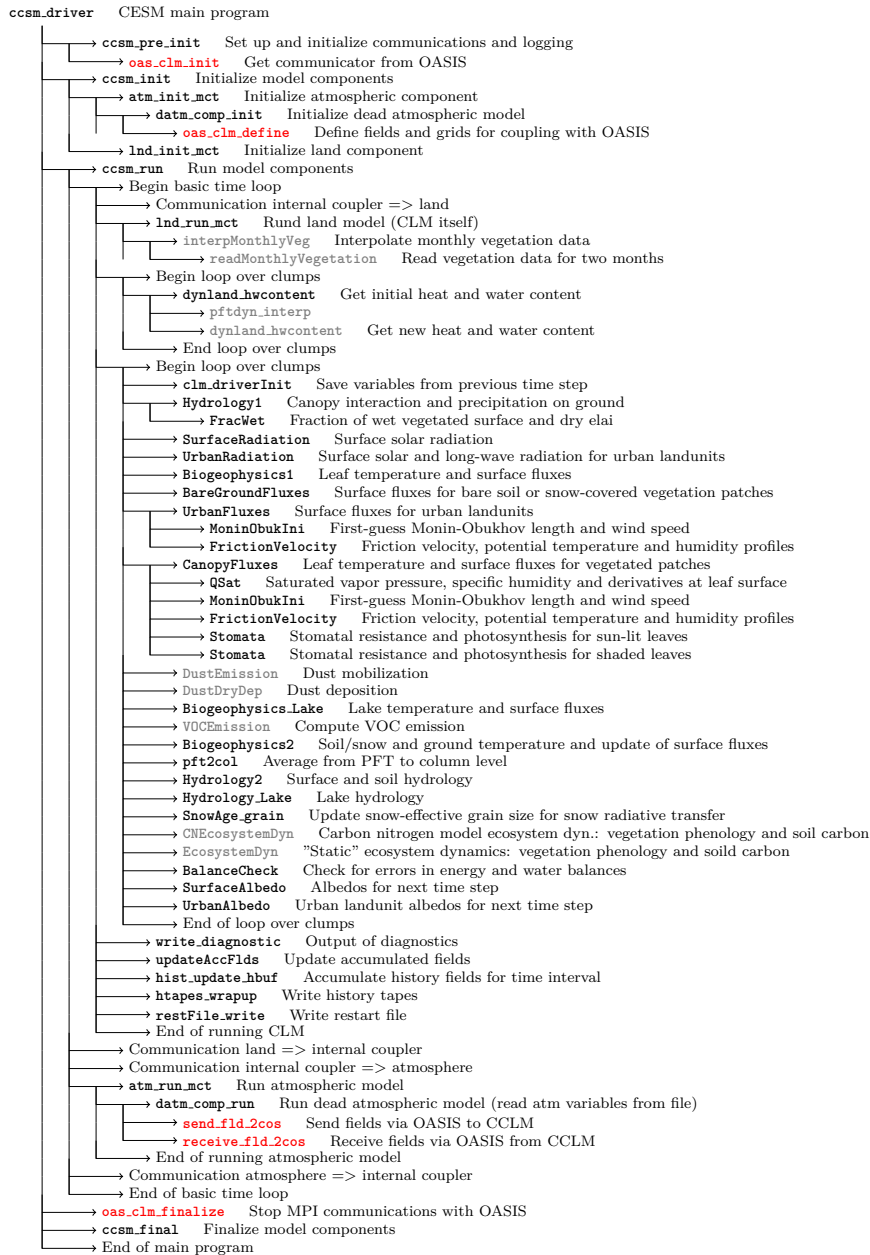 ccsm_driver CESM main program
ccsm_pre_init Set up and initialize communications and logging
oas_clm_init Get communicator from OASIS
ccsm_init Initialize model components
atm_init_mct Initialize atmospheric component
datm_comp_init Initialize dead atmospheric model
oas_clm_define Define fields and grids for coupling with OASIS
lnd_init_mct Initialize land component
ccsm_run Run model components
Begin basic time loop
Communication internal coupler => land
lnd_run_mct Rund land model (CLM itself)
interpMonthlyVeg Interpolate monthly vegetation data
readMonthlyVegetation Read vegetation data for two months
Begin loop over clumps
dynland_hwcontent Get initial heat and water content
pftdyn_interp
dynland_hwcontent Get new heat and water content
End loop over clumps
Begin loop over clumps
clm_driverInit Save variables from previous time step
Hydrology1 Canopy interaction and precipitation on ground
FracWet Fraction of wet vegetated surface and dry elai
SurfaceRadiation Surface solar radiation
UrbanRadiation Surface solar and long-wave radiation for urban landunits
Biogeophysics1 Leaf temperature and surface fluxes
BareGroundFluxes Surface fluxes for bare soil or snow-covered vegetation patches
UrbanFluxes Surface fluxes for urban landunits
MoninObukIni First-guess Monin-Obukhov length and wind speed
FrictionVelocity Friction velocity, potential temperature and humidity profiles
CanopyFluxes Leaf temperature and surface fluxes for vegetated patches
QSat Saturated vapor pressure, specific humidity and derivatives at leaf surface
MoninObukIni First-guess Monin-Obukhov length and wind speed
FrictionVelocity Friction velocity, potential temperature and humidity profiles
Stomata Stomatal resistance and photosynthesis for sun-lit leaves
Stomata Stomatal resistance and photosynthesis for shaded leaves
DustEmission Dust mobilization
DustDryDep Dust deposition
Biogeophysics_Lake Lake temperature and surface fluxes
VOCEmission Compute VOC emission
Biogeophysics2 Soil/snow and ground temperature and update of surface fluxes
pft2col Average from PFT to column level
Hydrology2 Surface and soil hydrology
Hydrology_Lake Lake hydrology
SnowAge_grain Update snow-effective grain size for snow radiative transfer
CNEcosystemDyn Carbon nitrogen model ecosystem dyn.: vegetation phenology and soil carbon
EcosystemDyn "Static" ecosystem dynamics: vegetation phenology and soild carbon
BalanceCheck Check for errors in energy and water balances
SurfaceAlbedo Albedos for next time step
UrbanAlbedo Urban landunit albedos for next time step
End of loop over clumps
write_diagnostic Output of diagnostics
updateAccFlds Update accumulated fields
hist_update_hbuf Accumulate history fields for time interval
htapes_wrapup Write history tapes
restFile_write Write restart file
End of running CLM
Communication land => internal coupler
Communication internal coupler => atmosphere
atm_run_mct Run atmospheric model
datm_comp_run Run dead atmospheric model (read atm variables from file)
send_fld_2cos Send fields via OASIS to CCLM
receive_fld_2cos Receive fields via OASIS from CCLM
End of running atmospheric model
Communication atmosphere => internal coupler
End of basic time loop
oas_clm_finalize Stop MPI communications with OASIS
ccsm_final Finalize model components
End of main program